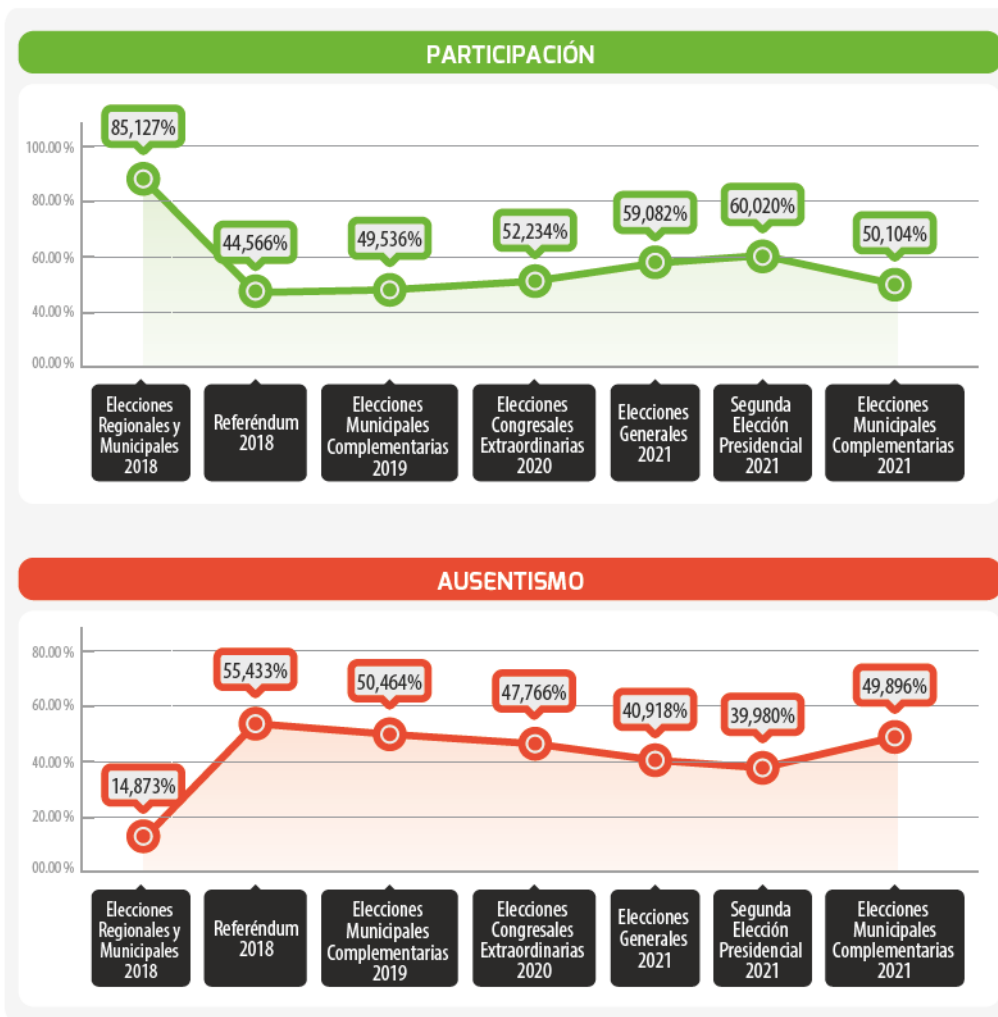 PARTICIPACIÓN
85,127%
44,566%
49,536%
52,234%
59,082%
60,020%
50,104%
100.00 %
80.00 %
60.00 %
40.00 %
00.00 %
Elecciones
Regionales y
Municipales
2018
Referéndum
2018
Elecciones
Municipales
Complementarias
2019
Elecciones
Congresales
Extraordinarias
2020
Elecciones
Generales
2021
Segunda
Elección
Presidencial
2021
Elecciones
Municipales
Complementarias
2021
AUSENTISMO
14,873%
55,433%
50,464%
47,766%
40,918%
39,980%
49,896%
80.00 %
60.00 %
40.00 %
20.00 %
00.00 %
Elecciones
Regionales y
Municipales
2018
Referéndum
2018
Elecciones
Municipales
Complementarias
2019
Elecciones
Congresales
Extraordinarias
2020
Elecciones
Generales
2021
Segunda
Elección
Presidencial
2021
Elecciones
Municipales
Complementarias
2021